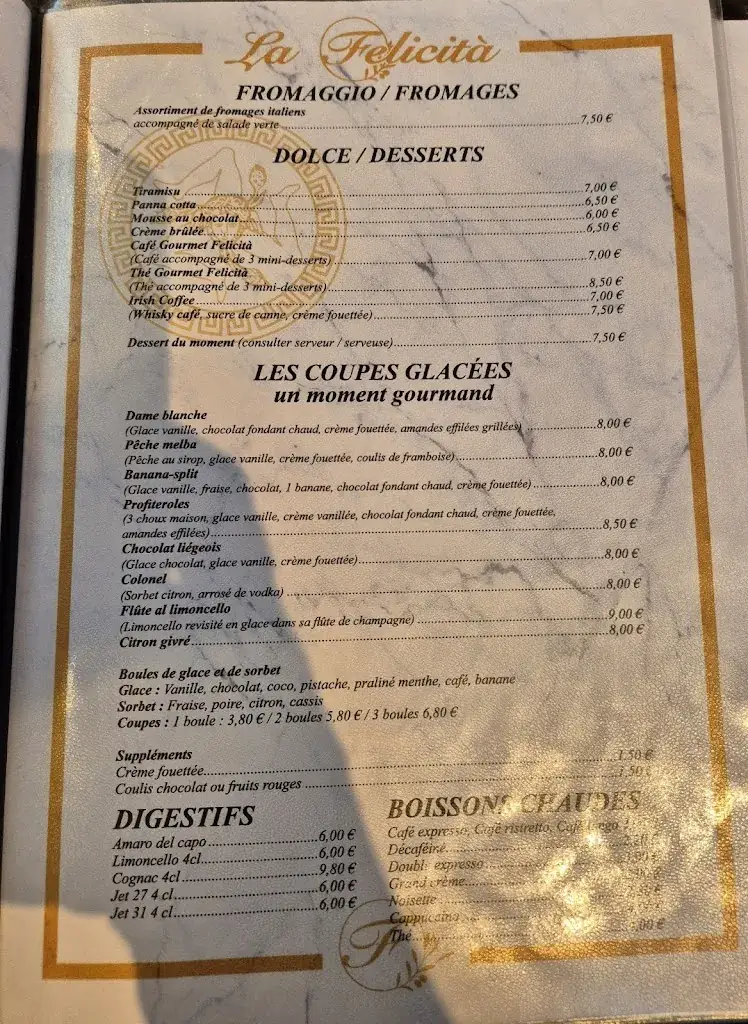 La Felicità
FROMAGGIO / FROMAGES
Assortiment de fromages italiens
accompagné de salade verte 7,50 €
DOLCE / DESSERTS
Tiramisu 7,00 €
Panna cotta 6,50 €
Mousse au chocolat 6,00 €
Crème brûlée 6,50 €
Café Gourmet Felicità
(Café accompagné de 3 mini-desserts) 7,00 €
Thé Gourmet Felicità
(Thé accompagné de 3 mini-desserts) 8,50 €
Irish Coffee 7,00 €
(Whisky café, sucre de canne, crème fouettée) 7,50 €
Dessert du moment (consulter serveur / serveuse) 7,50 €
LES COUPES GLACÉES
un moment gourmand
Dame blanche
(Glace vanille, chocolat fondant chaud, crème fouettée, amandes effilées grillées) 8,00 €
Pêche melba
(Pêche au sirop, glace vanille, crème fouettée, coulis de framboise) 8,00 €
Banana-split
(Glace vanille, fraise, chocolat, 1 banane, chocolat fondant chaud, crème fouettée) 8,00 €
Profiteroles
(3 choux maison, glace vanille, crème vanillée, chocolat fondant chaud, crème fouettée,
amandes effilées) 8,50 €
Chocolat liégeois
(Glace chocolat, glace vanille, crème fouettée) 8,00 €
Colonel
(Sorbet citron, arrosé de vodka) 8,00 €
Flûte al limoncello
(Limoncello revisité en glace dans sa flûte de champagne) 9,00 €
Citron givré 8,00 €
Boules de glace et de sorbet
Glace : Vanille, chocolat, coco, pistache, praliné menthe, café, banane
Sorbet : Fraise, poire, citron, cassis
Coupes : 1 boule : 3,80 € / 2 boules 5,80 € / 3 boules 6,80 €
Suppléments 1,50 €
Crème fouettée 1,50 €
Coulis chocolat ou fruits rouges
DIGESTIFS
Amaro del capo 6,00 €
Limoncello 4cl 6,00 €
Cognac 4cl 9,80 €
Jet 27 4 cl 6,00 €
Jet 31 4 cl 6,00 €
BOISSONS CHAUDES
Café expresso, Café ristretto, Café
Décaféiné
Double expresso
Grand crème
Noisette
Cappuccino
Thé
F